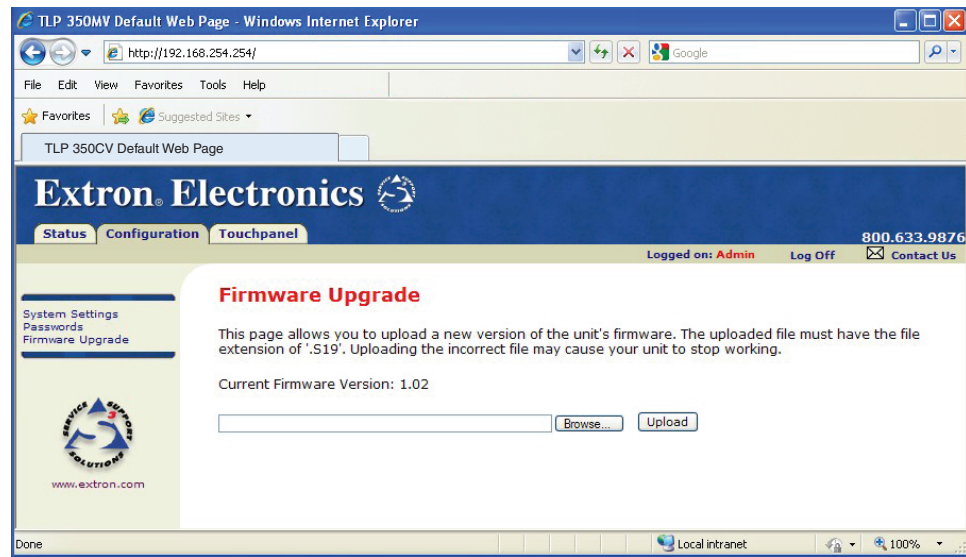 TLP 350MV Default Web Page - Windows Internet Explorer
http://192.168.254.254/
Google
File Edit View Favorites Tools Help
Favorites Suggested Sites
TLP 350CV Default Web Page
Extron® Electronics
Status Configuration Touchpanel
800.633.9876
Logged on: Admin Log Off Contact Us
System Settings
Passwords
Firmware Upgrade
Firmware Upgrade
This page allows you to upload a new version of the unit's firmware. The uploaded file must have the file
extension of '.S19'. Uploading the incorrect file may cause your unit to stop working.
Current Firmware Version: 1.02
Browse... Upload
SERVICE SUPPORT SOLUTIONS
3
www.extron.com
Done Local intranet 100%